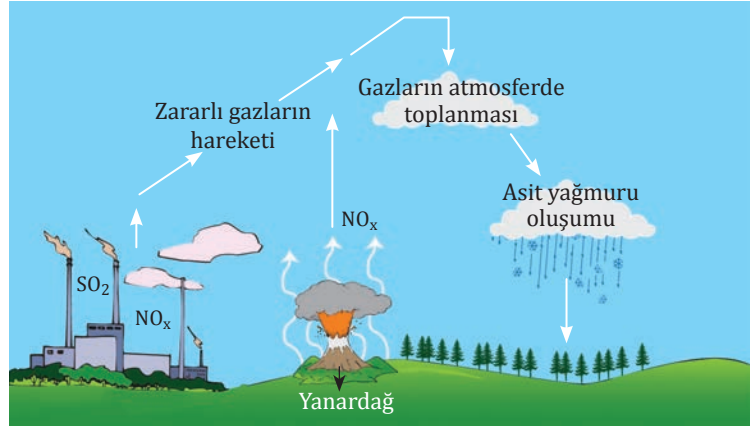 Zararlı gazların
hareketi
Gazların atmosferde
toplanması
Asit yağmuru
oluşumu
NOₓ
SO₂
NOₓ
Yanardağ